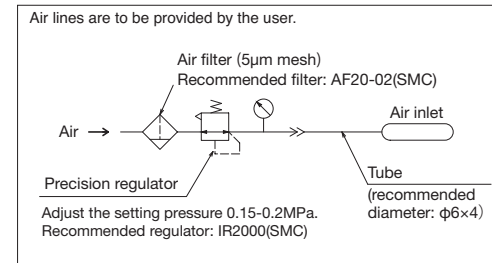 Air lines are to be provided by the user.
Air filter (5μm mesh)
Recommended filter: AF20-02(SMC)
Air
Air inlet
Precision regulator
Adjust the setting pressure 0.15-0.2MPa.
Recommended regulator: IR2000(SMC)
Tube
(recommended
diameter: φ6×4)